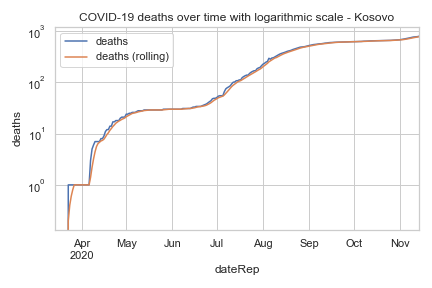 COVID-19 deaths over time with logarithmic scale - Kosovo
deaths
deaths (rolling)
10³
10²
10¹
10⁰
deaths
Apr May Jun Jul Aug Sep Oct Nov
2020
dateRep